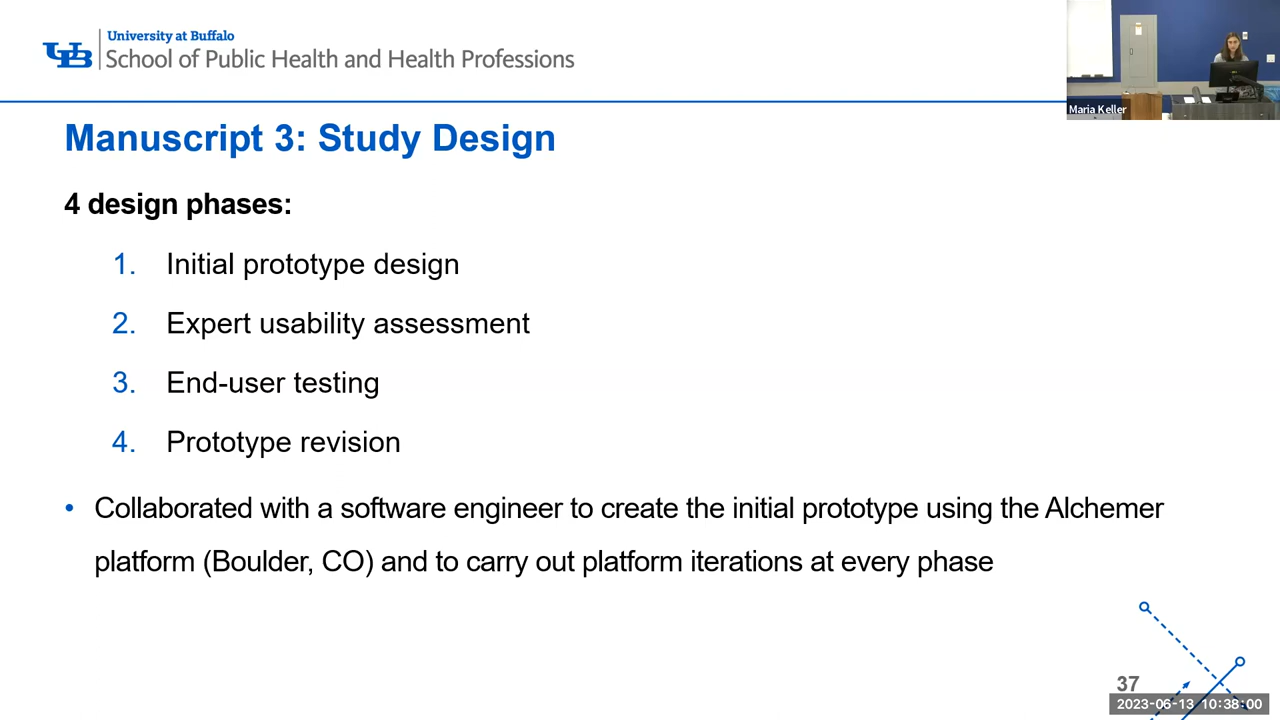 University at Buffalo
School of Public Health and Health Professions
Maria Keller
Manuscript 3: Study Design
4 design phases:
1. Initial prototype design
2. Expert usability assessment
3. End-user testing
4. Prototype revision
• Collaborated with a software engineer to create the initial prototype using the Alchemer
platform (Boulder, CO) and to carry out platform iterations at every phase
37
2023-06-13 10:38:00